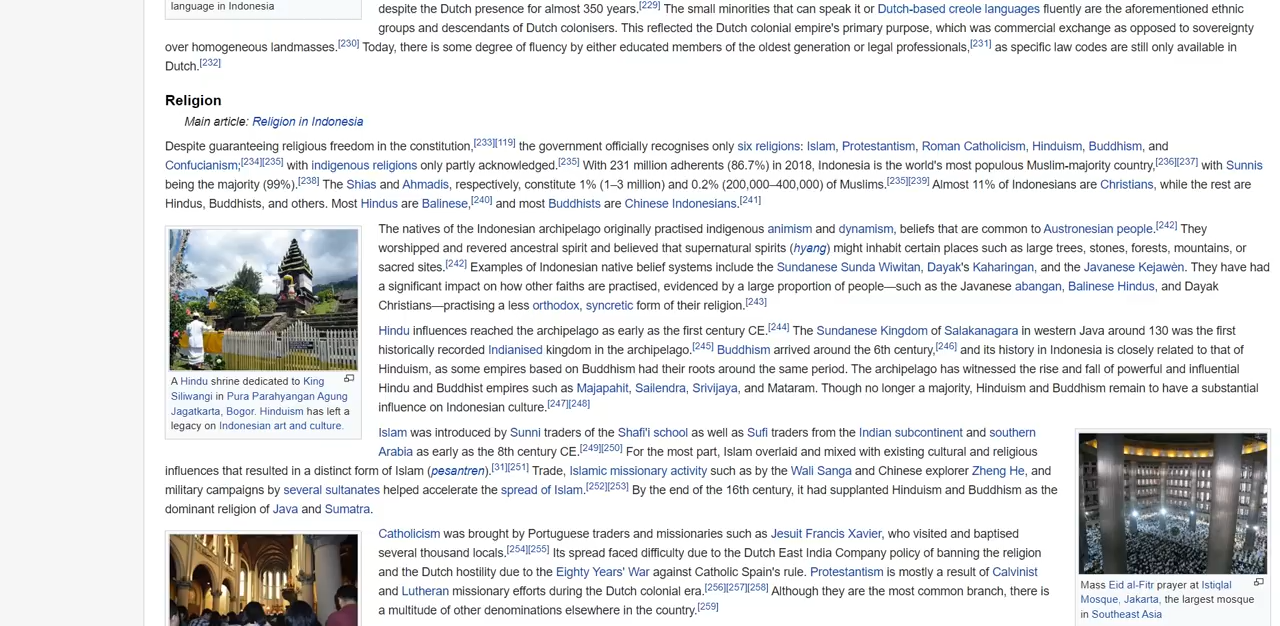 language in Indonesia
despite the Dutch presence for almost 350 years.[229] The small minorities that can speak it or Dutch-based creole languages fluently are the aforementioned ethnic
groups and descendants of Dutch colonisers. This reflected the Dutch colonial empire's primary purpose, which was commercial exchange as opposed to sovereignty
over homogeneous landmasses.[230] Today, there is some degree of fluency by either educated members of the oldest generation or legal professionals,[231] as specific law codes are still only available in
Dutch.[232]
Religion
Main article: Religion in Indonesia
Despite guaranteeing religious freedom in the constitution,[233][119] the government officially recognises only six religions: Islam, Protestantism, Roman Catholicism, Hinduism, Buddhism, and
Confucianism;[234][235] with indigenous religions only partly acknowledged.[235] With 231 million adherents (86.7%) in 2018, Indonesia is the world's most populous Muslim-majority country,[236][237] with Sunnis
being the majority (99%).[238] The Shias and Ahmadis, respectively, constitute 1% (1–3 million) and 0.2% (200,000–400,000) of Muslims.[235][239] Almost 11% of Indonesians are Christians, while the rest are
Hindus, Buddhists, and others. Most Hindus are Balinese,[240] and most Buddhists are Chinese Indonesians.[241]
The natives of the Indonesian archipelago originally practised indigenous animism and dynamism, beliefs that are common to Austronesian people.[242] They
worshipped and revered ancestral spirit and believed that supernatural spirits (hyang) might inhabit certain places such as large trees, stones, forests, mountains, or
sacred sites.[242] Examples of Indonesian native belief systems include the Sundanese Sunda Wiwitan, Dayak's Kaharingan, and the Javanese Kejawèn. They have had
a significant impact on how other faiths are practised, evidenced by a large proportion of people—such as the Javanese abangan, Balinese Hindus, and Dayak
Christians—practising a less orthodox, syncretic form of their religion.[243]
A Hindu shrine dedicated to King
Siliwangi in Pura Parahyangan Agung
Jagatkarta, Bogor. Hinduism has left a
legacy on Indonesian art and culture.
Hindu influences reached the archipelago as early as the first century CE.[244] The Sundanese Kingdom of Salakanagara in western Java around 130 was the first
historically recorded Indianised kingdom in the archipelago.[245] Buddhism arrived around the 6th century,[246] and its history in Indonesia is closely related to that of
Hinduism, as some empires based on Buddhism had their roots around the same period. The archipelago has witnessed the rise and fall of powerful and influential
Hindu and Buddhist empires such as Majapahit, Sailendra, Srivijaya, and Mataram. Though no longer a majority, Hinduism and Buddhism remain to have a substantial
influence on Indonesian culture.[247][248]
Islam was introduced by Sunni traders of the Shafi'i school as well as Sufi traders from the Indian subcontinent and southern
Arabia as early as the 8th century CE.[249][250] For the most part, Islam overlaid and mixed with existing cultural and religious
influences that resulted in a distinct form of Islam (pesantren).[31][251] Trade, Islamic missionary activity such as by the Wali Sanga and Chinese explorer Zheng He, and
military campaigns by several sultanates helped accelerate the spread of Islam.[252][253] By the end of the 16th century, it had supplanted Hinduism and Buddhism as the
dominant religion of Java and Sumatra.
Catholicism was brought by Portuguese traders and missionaries such as Jesuit Francis Xavier, who visited and baptised
several thousand locals.[254][255] Its spread faced difficulty due to the Dutch East India Company policy of banning the religion
and the Dutch hostility due to the Eighty Years' War against Catholic Spain's rule. Protestantism is mostly a result of Calvinist
and Lutheran missionary efforts during the Dutch colonial era.[256][257][258] Although they are the most common branch, there is
a multitude of other denominations elsewhere in the country.[259]
Mass Eid al-Fitr prayer at Istiqlal
Mosque, Jakarta, the largest mosque
in Southeast Asia